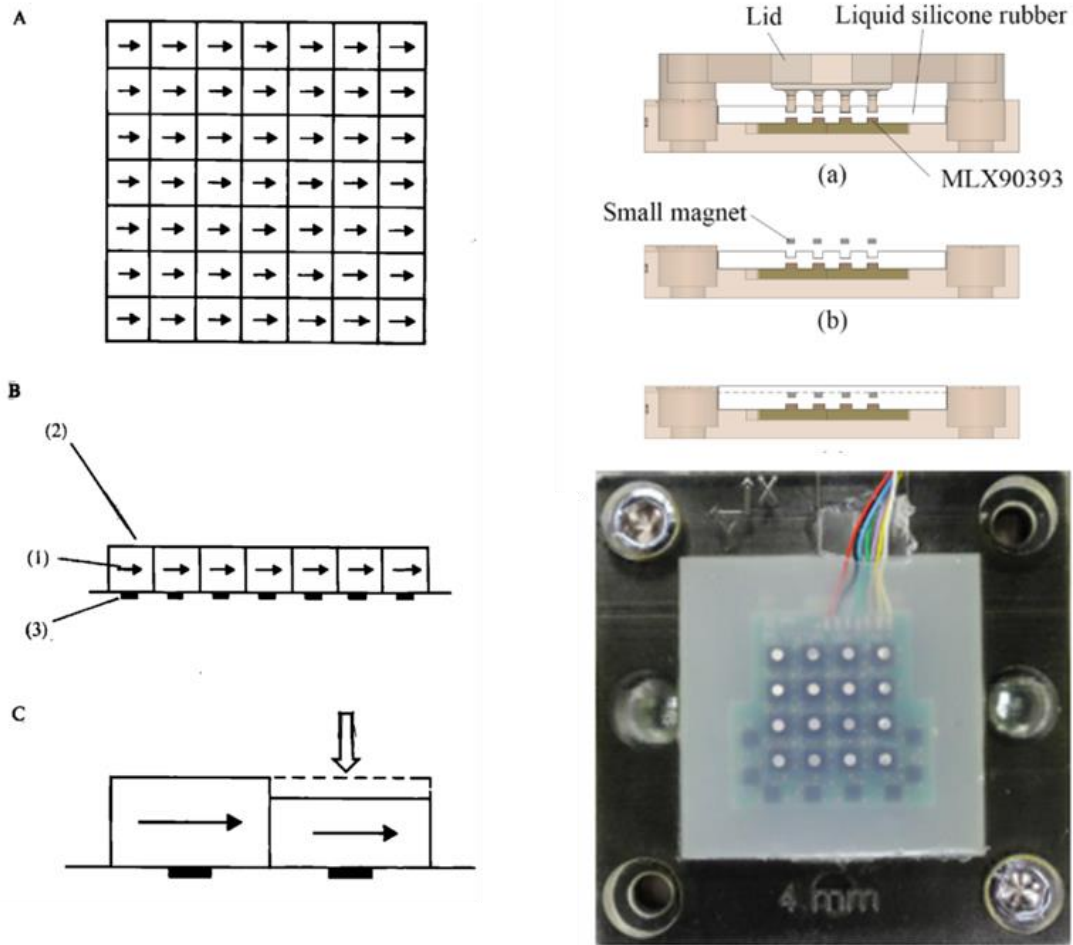 A
Lid
Liquid silicone rubber
(a)
MLX90393
Small magnet
(b)
B
(2)
(1)
(3)
C
X
4 mm